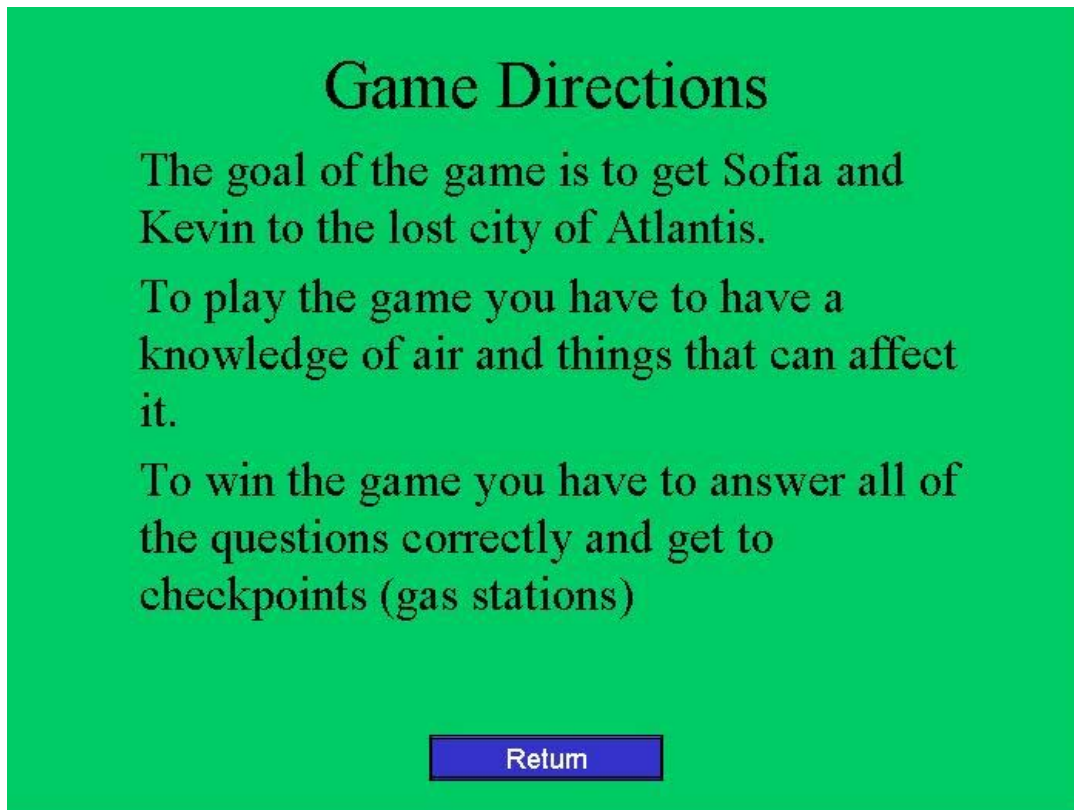 Game Directions
The goal of the game is to get Sofia and
Kevin to the lost city of Atlantis.
To play the game you have to have a
knowledge of air and things that can affect
it.
To win the game you have to answer all of
the questions correctly and get to
checkpoints (gas stations)
Return